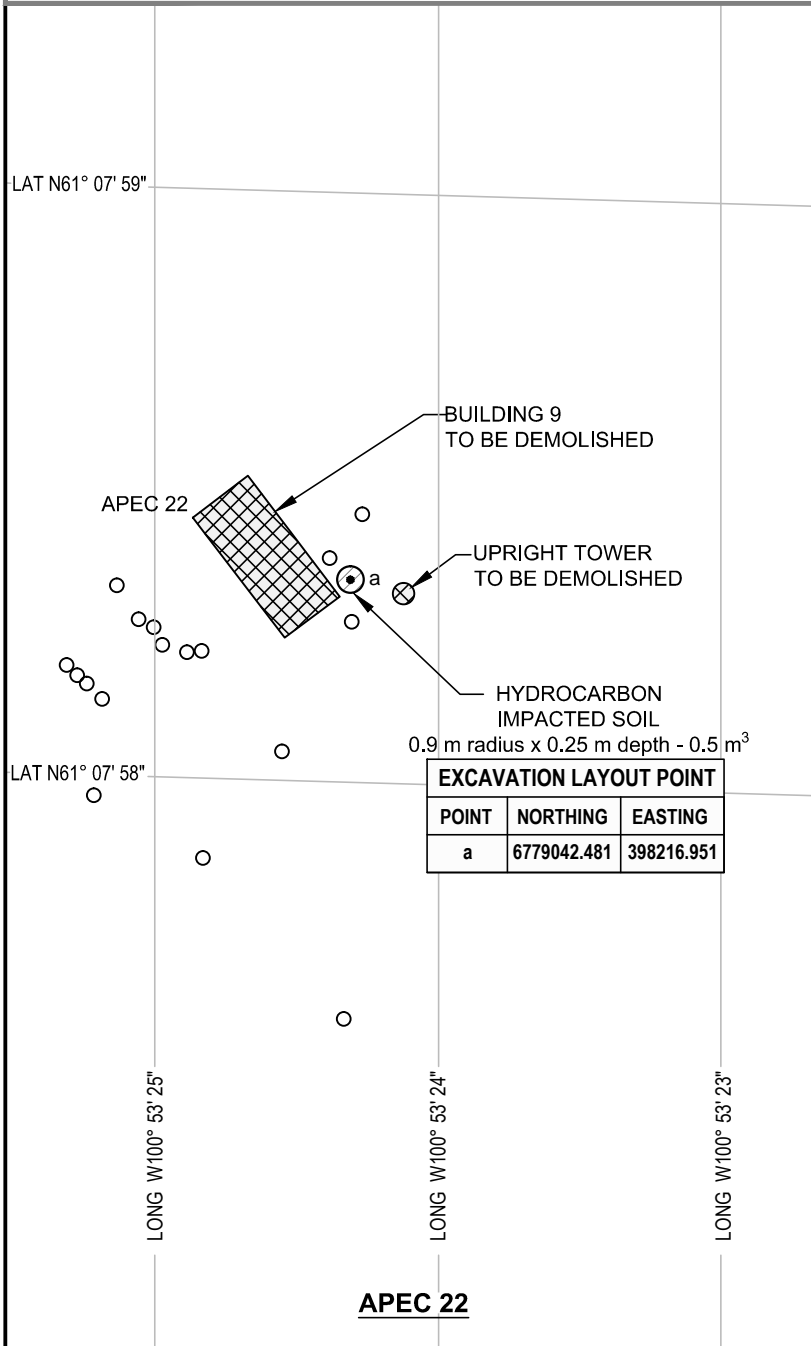 LAT N61° 07' 59"
BUILDING 9
TO BE DEMOLISHED
APEC 22
UPRIGHT TOWER
TO BE DEMOLISHED
a
HYDROCARBON
IMPACTED SOIL
0.9 m radius x 0.25 m depth - 0.5 m³
LAT N61° 07' 58"
EXCAVATION LAYOUT POINT
POINT NORTHING EASTING
a 6779042.481 398216.951
LONG W100° 53' 25"
LONG W100° 53' 24"
LONG W100° 53' 23"
APEC 22